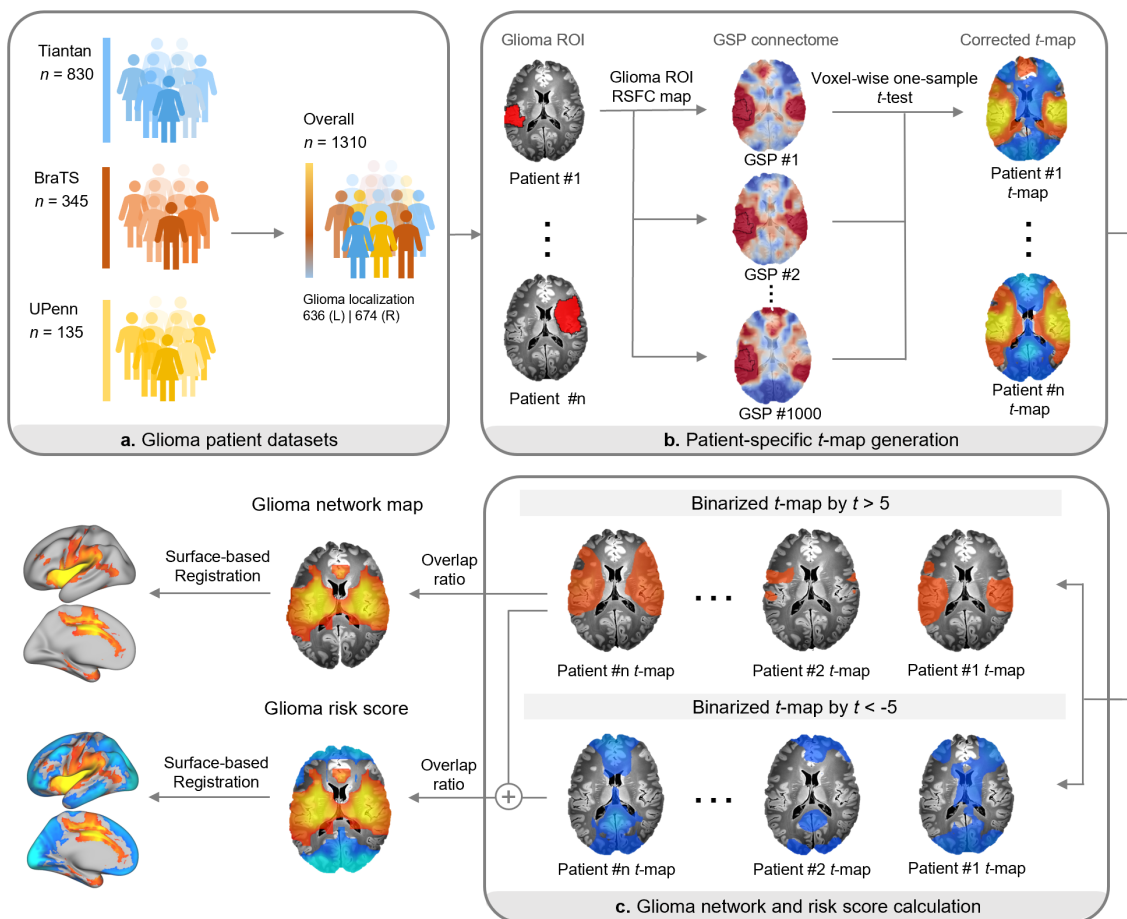 Tiantan
n = 830
BraTS
n = 345
UPenn
n = 135
Overall
n = 1310
Glioma localization
636 (L) | 674 (R)
a. Glioma patient datasets
Glioma ROI
GSP connectome
Corrected t-map
Glioma ROI
RSFC map
Voxel-wise one-sample
t-test
Patient #1
GSP #1
Patient #1
t-map
GSP #2
Patient #n
GSP #1000
Patient #n
t-map
b. Patient-specific t-map generation
Glioma network map
Surface-based
Registration
Overlap
ratio
Binarized t-map by t > 5
Patient #n t-map
Patient #2 t-map
Patient #1 t-map
Glioma risk score
Surface-based
Registration
Overlap
ratio
+
Binarized t-map by t < -5
Patient #n t-map
Patient #2 t-map
Patient #1 t-map
c. Glioma network and risk score calculation